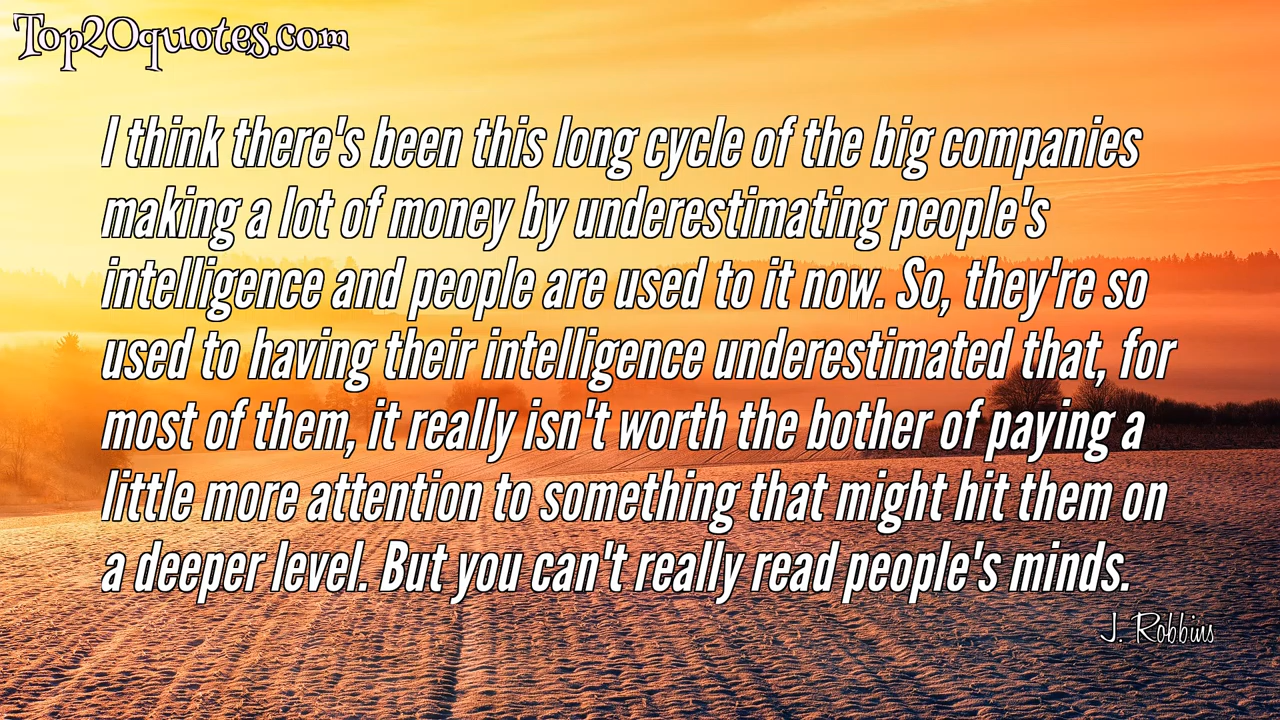 Top20quotes.com
I think there's been this long cycle of the big companies
making a lot of money by underestimating people's
intelligence and people are used to it now. So, they're so
used to having their intelligence underestimated that, for
most of them, it really isn't worth the bother of paying a
little more attention to something that might hit them on
a deeper level. But you can't really read people's minds.
J. Robbins